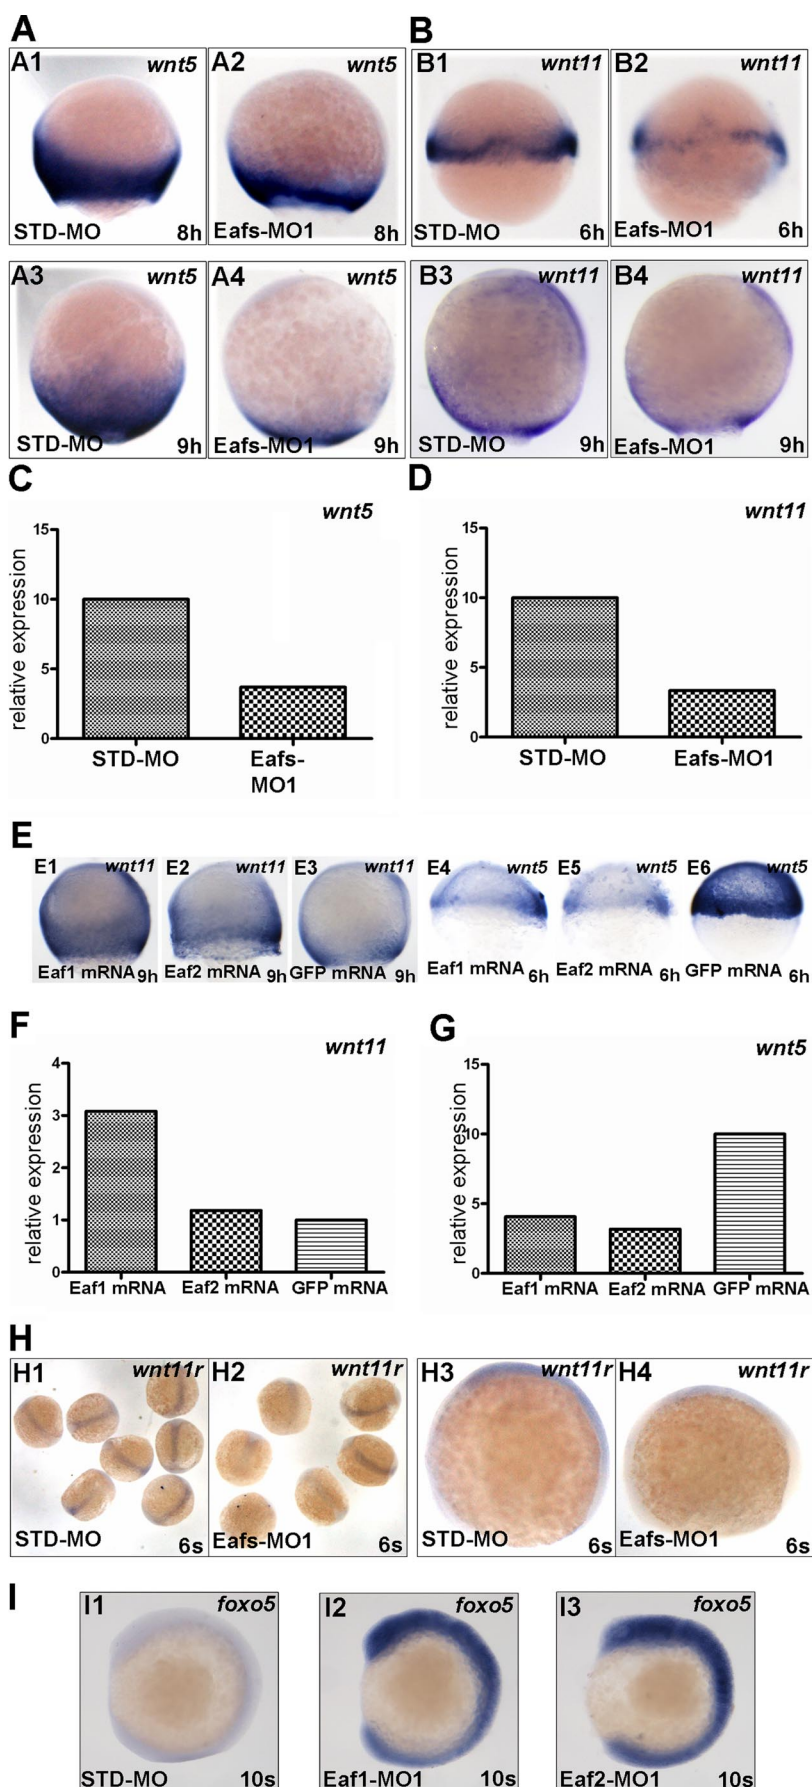 A
B
A1 wnt5
A2 wnt5
B1 wnt11
B2 wnt11
STD-MO 8h
Eafs-MO1 8h
STD-MO 6h
Eafs-MO1 6h
A3 wnt5
A4 wnt5
B3 wnt11
B4 wnt11
STD-MO 9h
Eafs-MO1 9h
STD-MO 9h
Eafs-MO1 9h
C
wnt5
relative expression
15
10
5
0
STD-MO
Eafs-
MO1
D
wnt11
relative expression
15
10
5
0
STD-MO
Eafs-MO1
E
E1 wnt11
E2 wnt11
E3 wnt11
E4 wnt5
E5 wnt5
E6 wnt5
Eaf1 mRNA 9h
Eaf2 mRNA 9h
GFP mRNA 9h
Eaf1 mRNA 6h
Eaf2 mRNA 6h
GFP mRNA 6h
F
wnt11
relative expression
4
3
2
1
0
Eaf1 mRNA
Eaf2 mRNA
GFP mRNA
G
wnt5
relative expression
15
10
5
0
Eaf1 mRNA
Eaf2 mRNA
GFP mRNA
H
H1 wnt11r
H2 wnt11r
H3 wnt11r
H4 wnt11r
STD-MO 6s
Eafs-MO1 6s
STD-MO 6s
Eafs-MO1 6s
I
I1 foxo5
I2 foxo5
I3 foxo5
STD-MO 10s
Eaf1-MO1 10s
Eaf2-MO1 10s